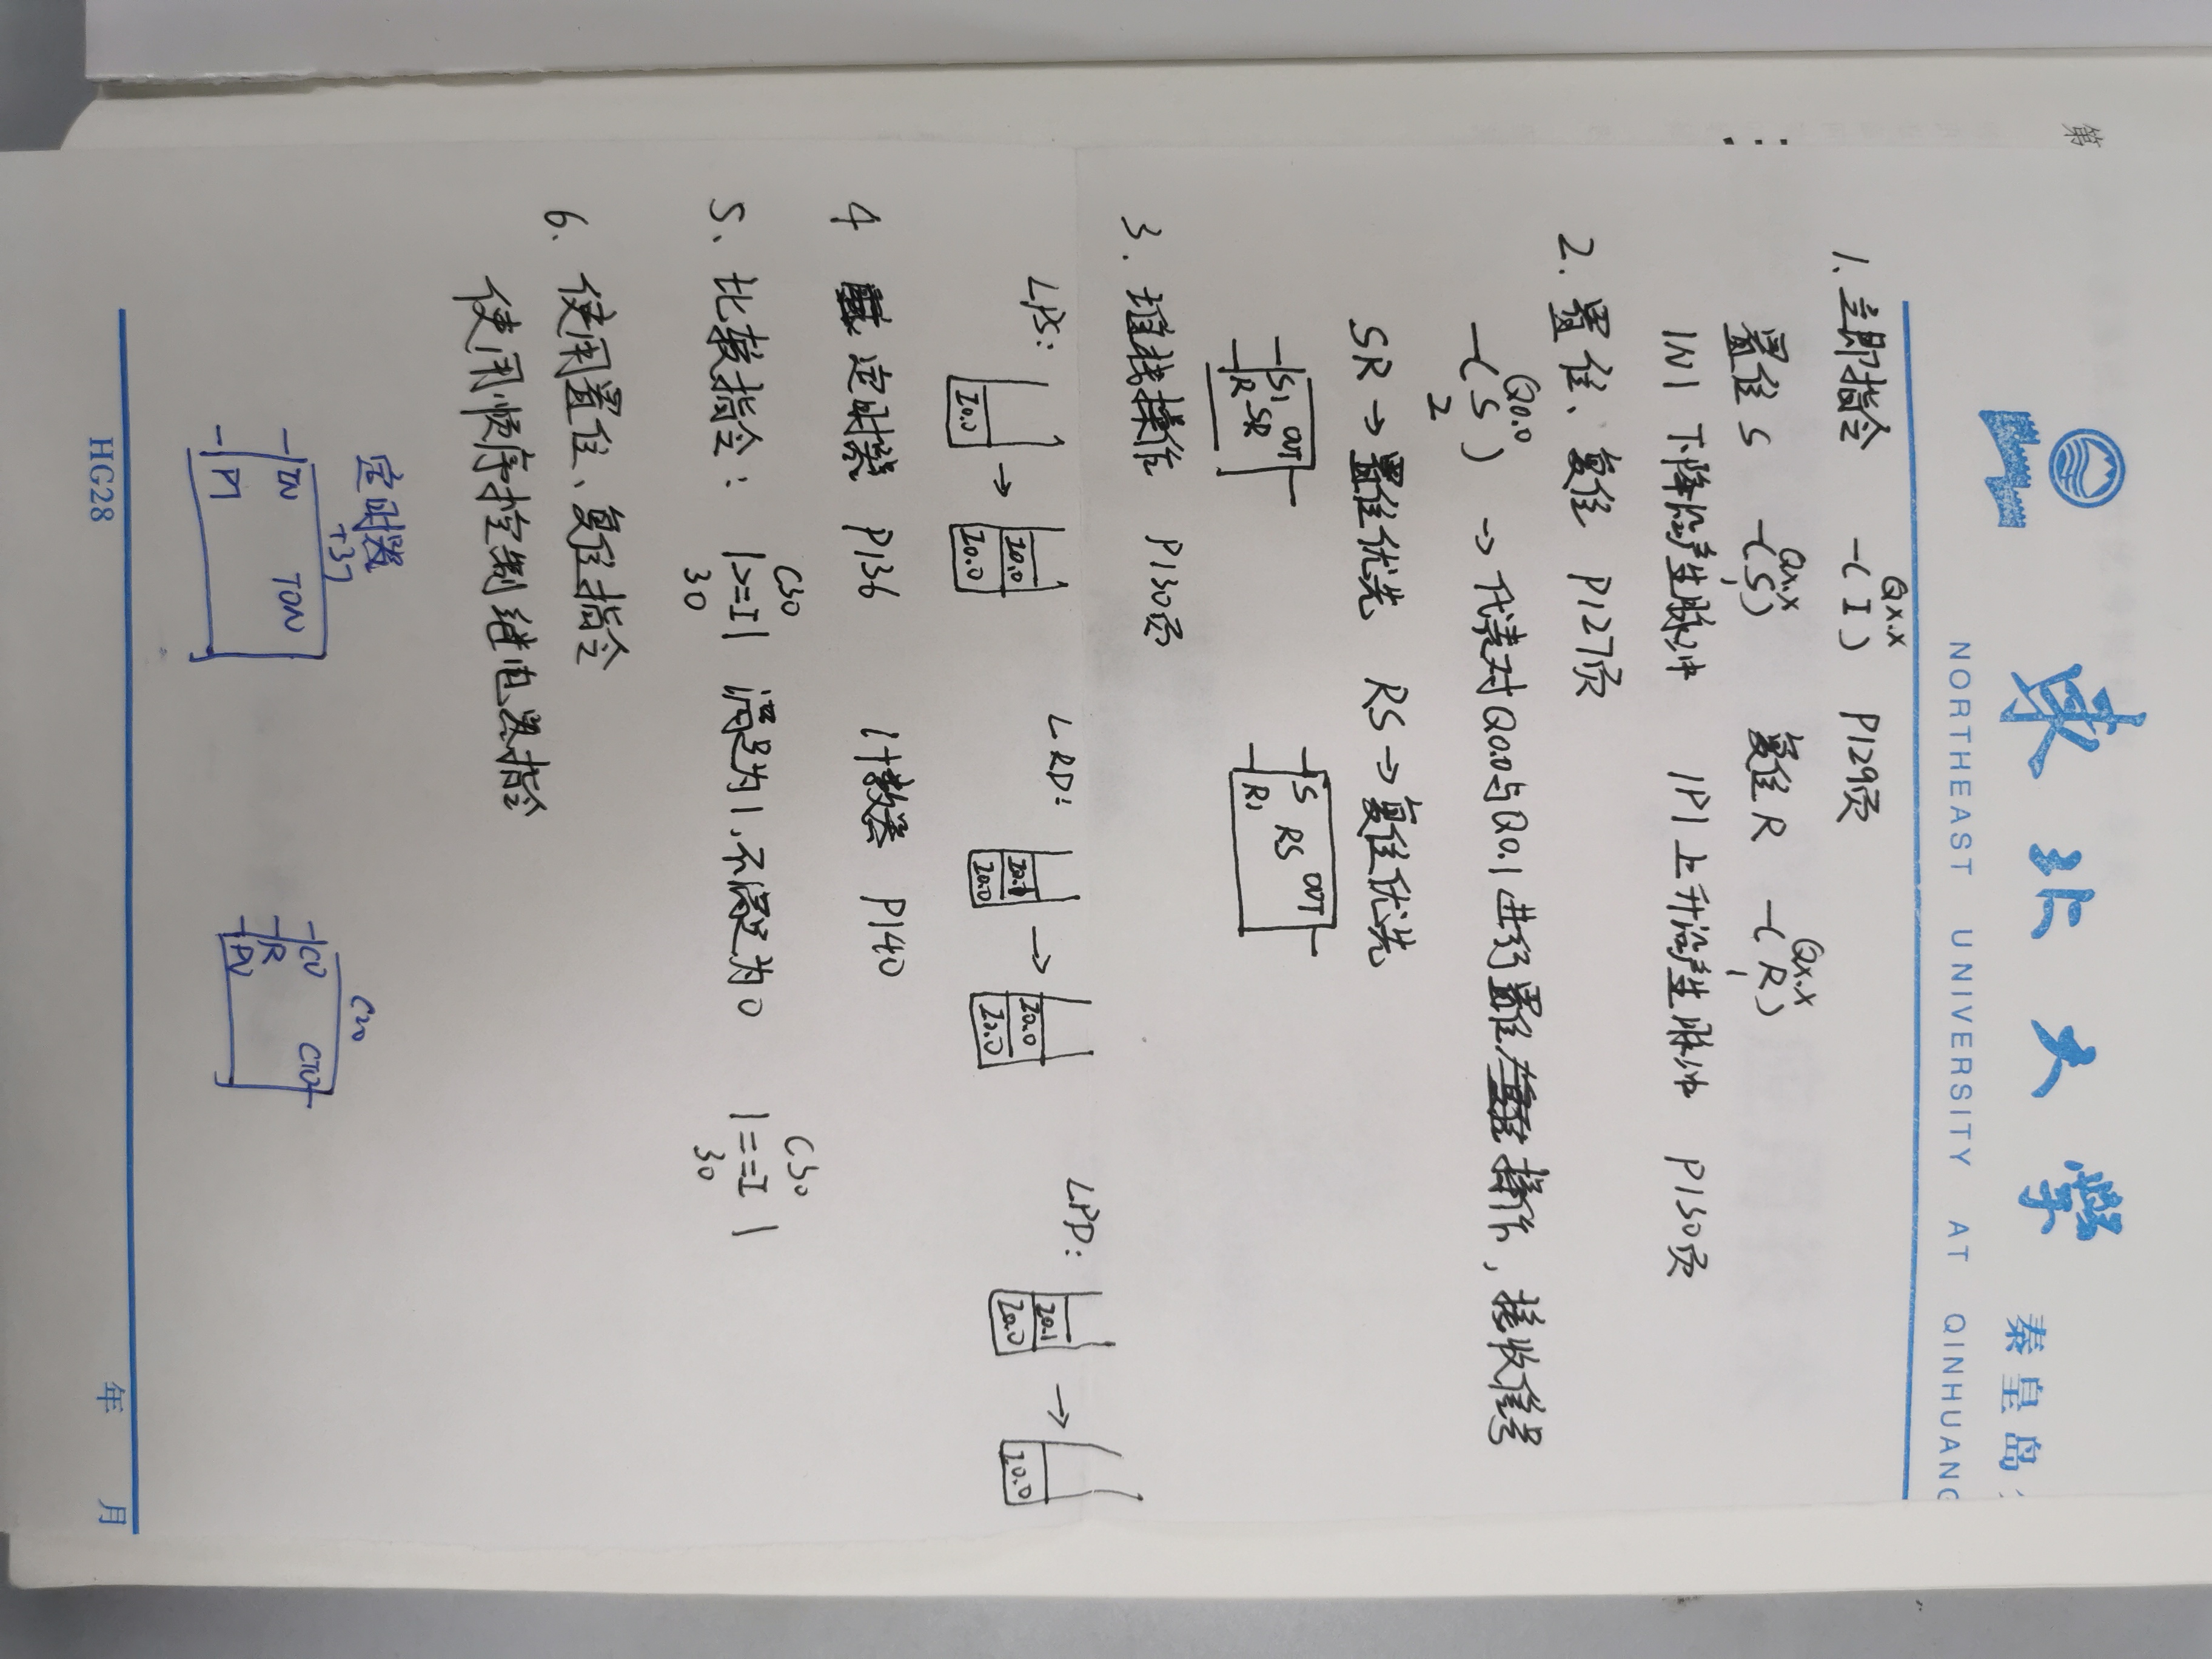 第
東北大學
秦皇岛
NORTHEAST UNIVERSITY AT QINHUANG
Qx.x
1. 立即指令 -( I ) P129页
Qx.x Qx.x
置位 S -(S) 复位 R -(R)
1 1
|N| 下降沿产生脉冲 |P| 上升沿产生脉冲 P130页
2. 置位、复位 P127页
Q0.0
-( S ) → 代表对Q0.0与Q0.1进行置位操作，接收信号
2
SR → 置位优先 RS → 复位优先
S1 OUT S OUT
R SR RS
R1
3. 堆栈操作 P130页
LPS: LRD: LPD:
→ I0.0 I0.1 → I0.0 I0.1 →
I0.0 I0.0 I0.0 I0.0 I0.0 I0.0
4 定时器 P136 计数器 P140
C30 C30
5、比较指令： |>=I| 满足为1，不满足为0 |==I|
30 30
6、使用置位、复位指令
使用顺序控制继电器指令
定时器
T37 C20
IN TON CU CTU
R
PT PV
HG28 年 月